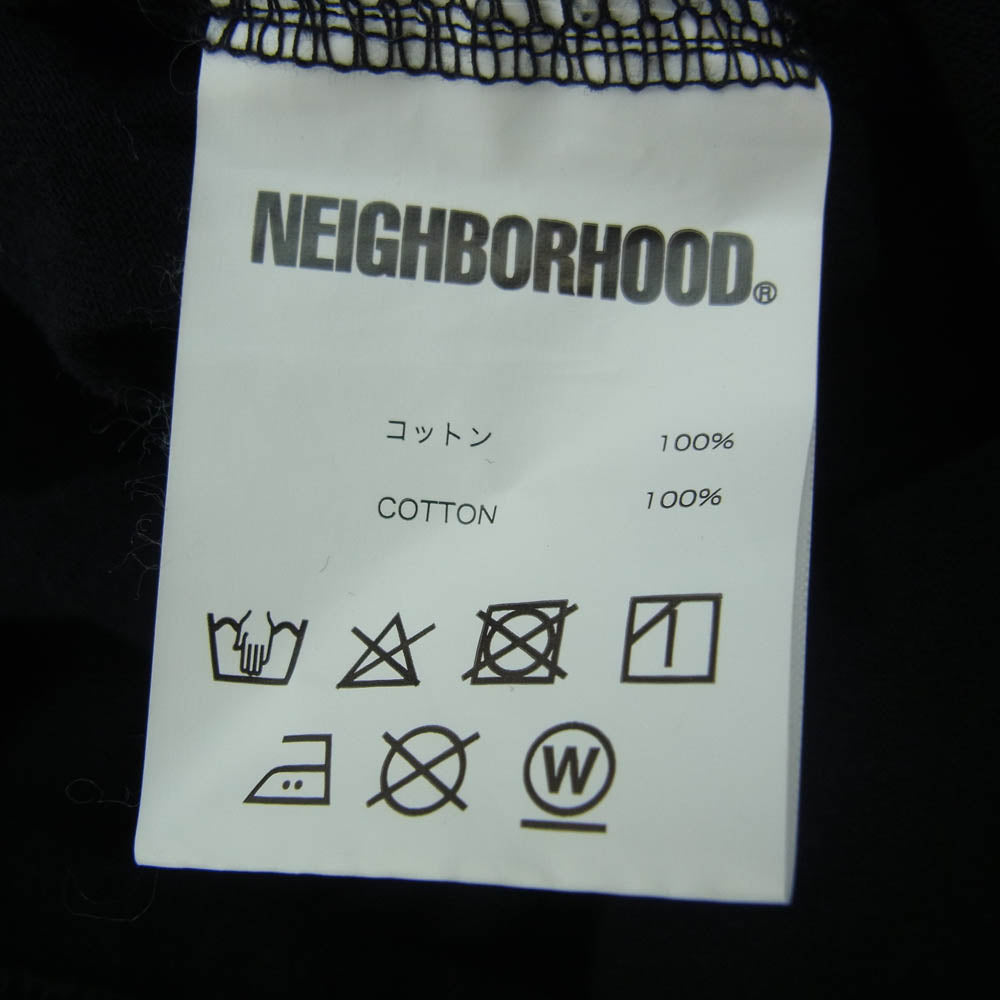 NEIGHBORHOOD®
コットン 100%
COTTON 100%
W